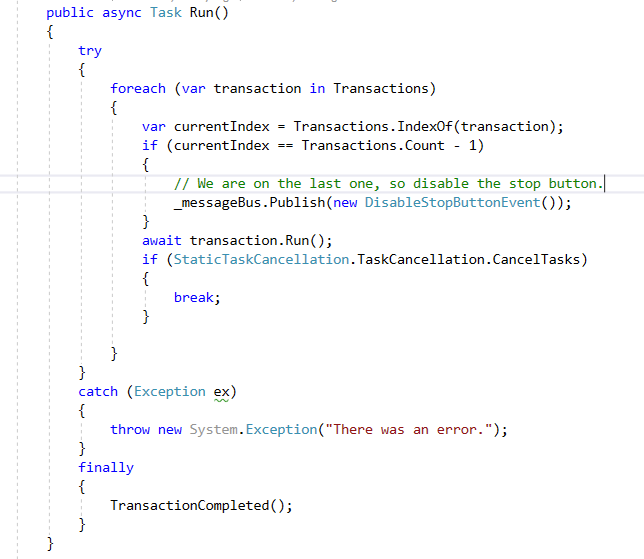 public async Task Run()
{
try
{
foreach (var transaction in Transactions)
{
var currentIndex = Transactions.IndexOf(transaction);
if (currentIndex == Transactions.Count - 1)
{
// We are on the last one, so disable the stop button.
_messageBus.Publish(new DisableStopButtonEvent());
}
await transaction.Run();
if (StaticTaskCancellation.TaskCancellation.CancelTasks)
{
break;
}
}
}
catch (Exception ex)
{
throw new System.Exception("There was an error.");
}
finally
{
TransactionCompleted();
}
}